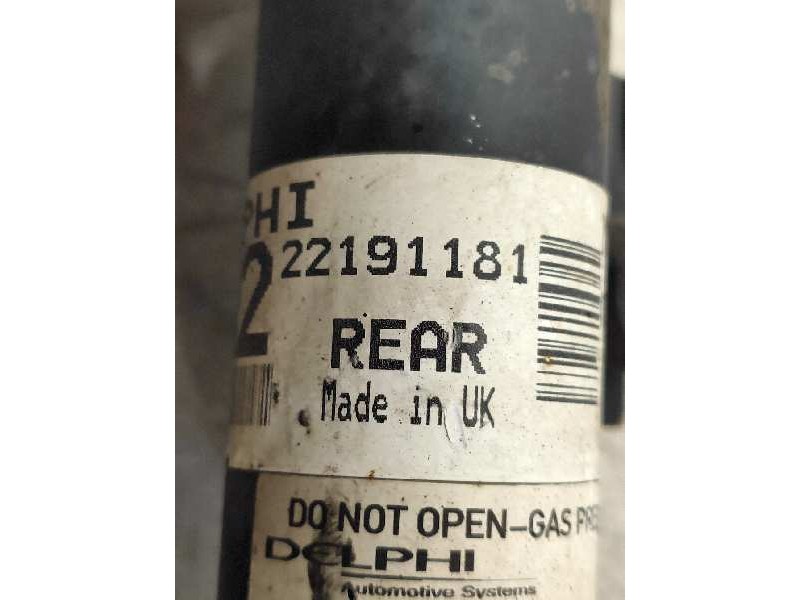 PHI
2
22191181
REAR
Made in UK
DO NOT OPEN-GAS
DELPHI
Automotive Systems